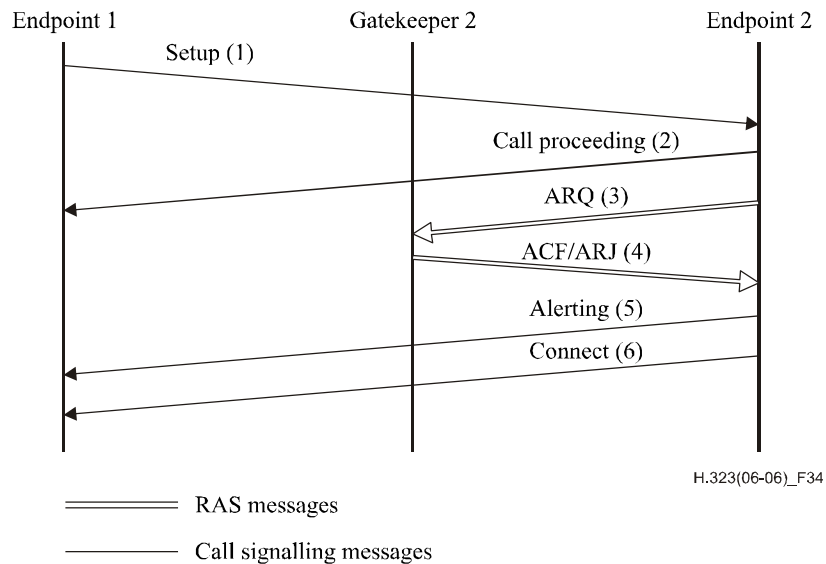 Endpoint 1
Gatekeeper 2
Endpoint 2
Setup (1)
Call proceeding (2)
ARQ (3)
ACF/ARJ (4)
Alerting (5)
Connect (6)
H.323(06-06)_F34
RAS messages
Call signalling messages